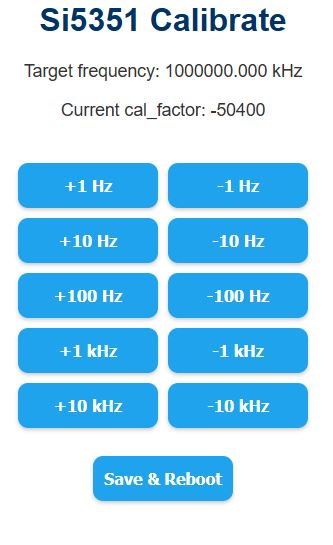 Si5351 Calibrate
Target frequency: 1000000.000 kHz
Current cal_factor: -50400
+1 Hz -1 Hz
+10 Hz -10 Hz
+100 Hz -100 Hz
+1 kHz -1 kHz
+10 kHz -10 kHz
Save & Reboot